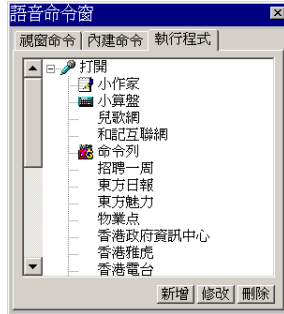 語音命令窗
視窗命令 內建命令 執行程式
打開
小作家
小算盤
兒歌網
和記互聯網
命令列
招聘一周
東方日報
東方魅力
物業点
香港政府資訊中心
香港雅虎
香港電台
新增 修改 刪除